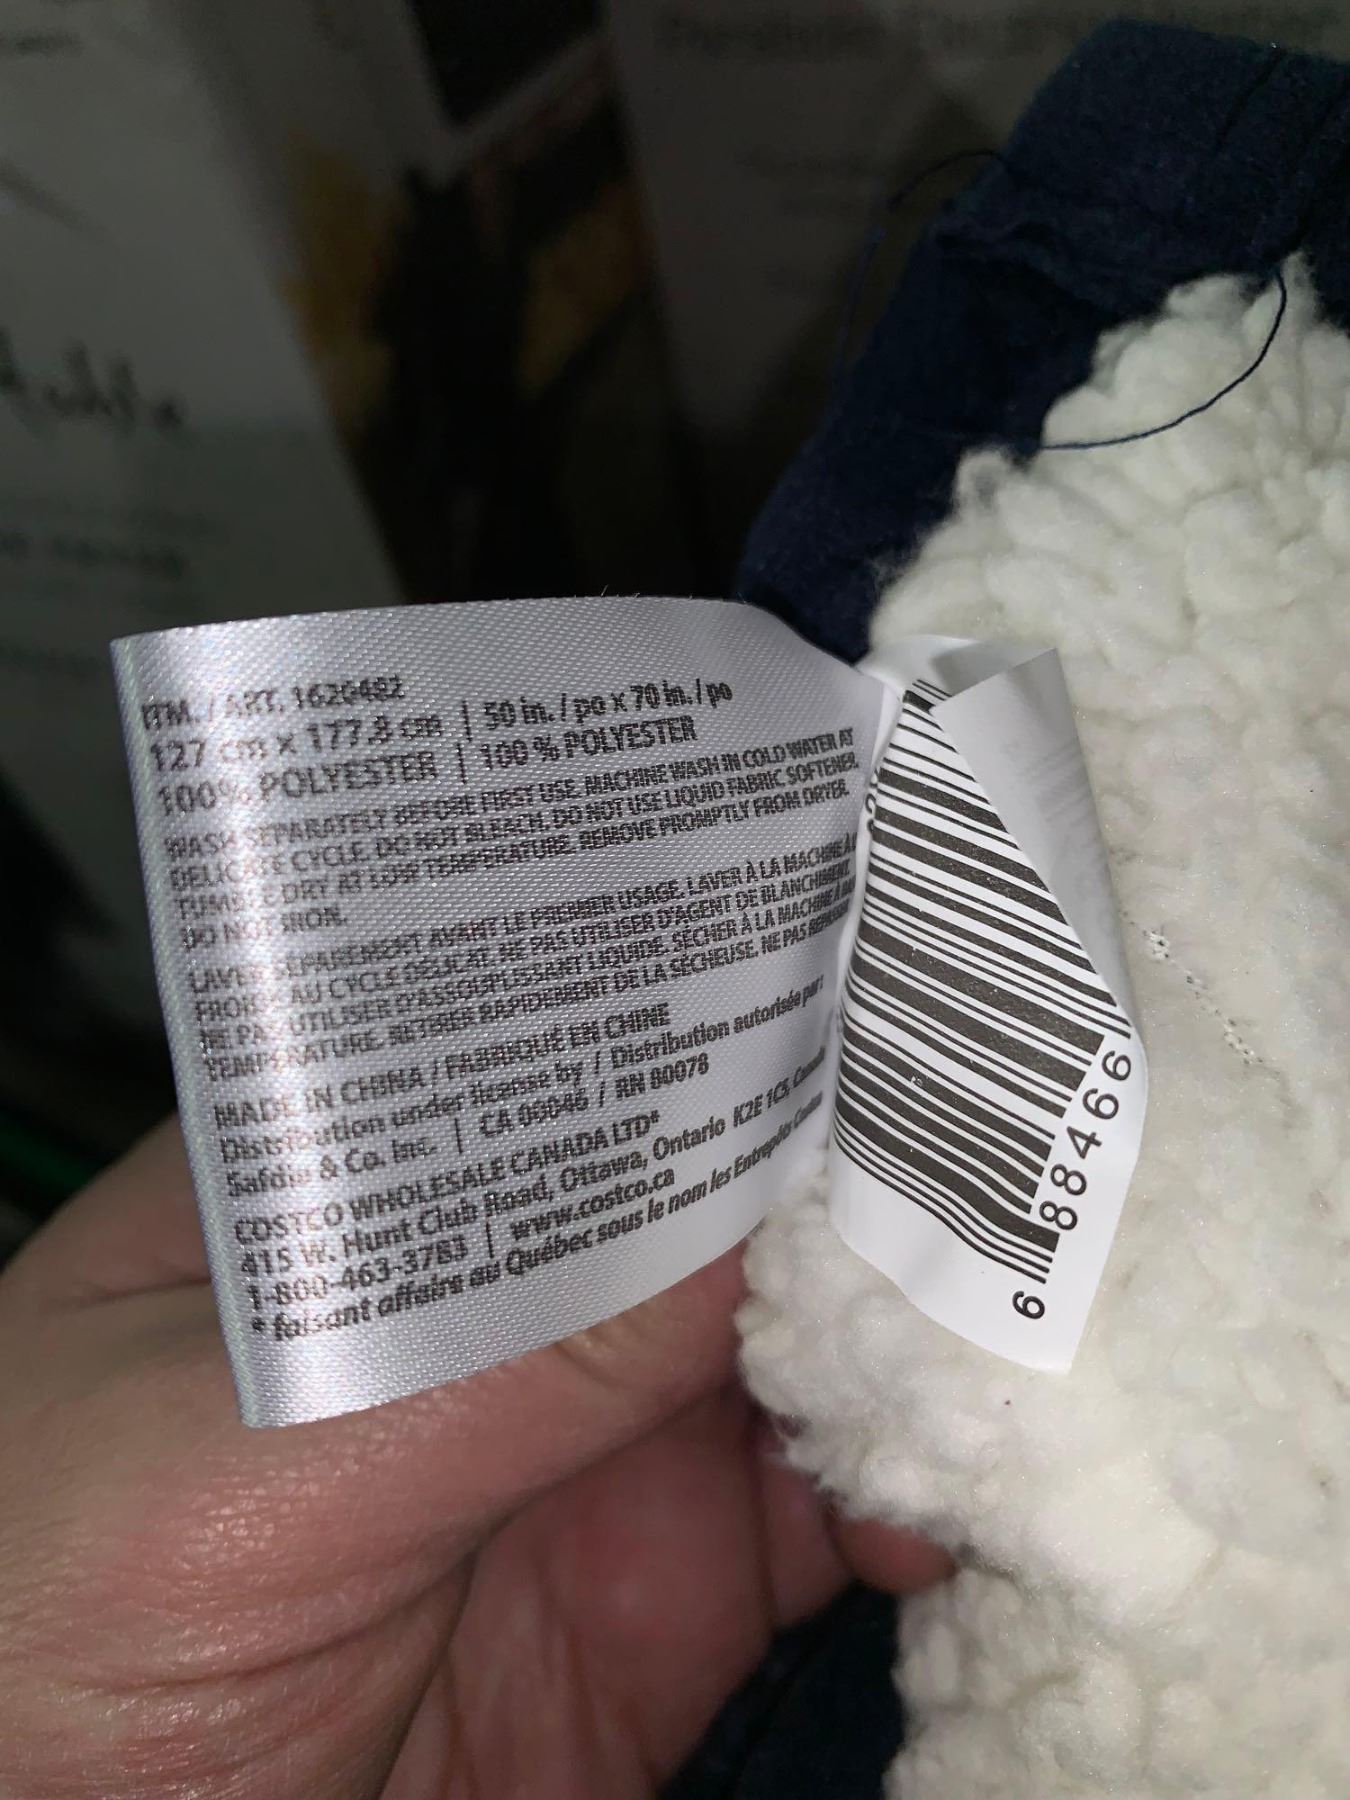 ITM. / ART. 1620482
127 cm x 177.8 cm | 50 in. / po x 70 in. / po
100% POLYESTER | 100 % POLYESTER
WASH SEPARATELY BEFORE FIRST USE. MACHINE WASH IN COLD WATER AT
DELICATE CYCLE. DO NOT BLEACH. DO NOT USE LIQUID FABRIC SOFTENER.
TUMBLE DRY AT LOW TEMPERATURE. REMOVE PROMPTLY FROM DRYER.
DO NOT IRON.
LAVER SÉPARÉMENT AVANT LE PREMIER USAGE. LAVER À LA MACHINE À
FROID AU CYCLE DÉLICAT. NE PAS UTILISER D'AGENT DE BLANCHIMENT.
NE PAS UTILISER D'ASSOUPLISSANT LIQUIDE. SÉCHER À LA MACHINE À
TEMPÉRATURE. RETIRER RAPIDEMENT DE LA SÉCHEUSE. NE PAS
MADE IN CHINA / FABRIQUÉ EN CHINE
Distribution under license by / Distribution autorisée par:
Safdie & Co. Inc. | CA 00046 / RN 80078
COSTCO WHOLESALE CANADA LTD*
415 W. Hunt Club Road, Ottawa, Ontario K2E 1C5, Canada
1-800-463-3783 | www.costco.ca
* faisant affaire au Québec sous le nom les Entrepôts Costco
6 88466